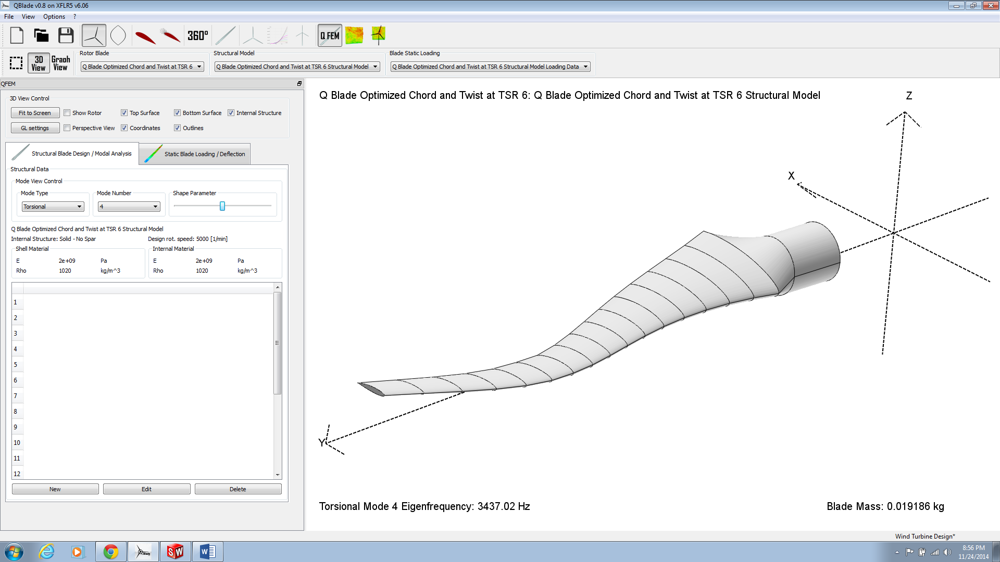 QBlade v0.8 on XFLR5 v6.06
File View Options ?
360° Q FEM
3D View Graph View
Rotor Blade Structural Model Blade Static Loading
Q Blade Optimized Chord and Twist at TSR 6 Q Blade Optimized Chord and Twist at TSR 6 Structural Model Q Blade Optimized Chord and Twist at TSR 6 Structural Model Loading Data
QFEM
3D View Control
Fit to Screen Show Rotor Top Surface Bottom Surface Internal Structure
GL settings Perspective View Coordinates Outlines
Structural Blade Design / Modal Analysis Static Blade Loading / Deflection
Structural Data
Mode View Control
Mode Type Mode Number Shape Parameter
Torsional 4
Q Blade Optimized Chord and Twist at TSR 6 Structural Model
Internal Structure: Solid - No Spar Design rot. speed: 5000 [1/min]
Shell Material Internal Material
E 2e+09 Pa E 2e+09 Pa
Rho 1020 kg/m^3 Rho 1020 kg/m^3
1
2
3
4
5
6
7
8
9
10
11
12
New Edit Delete
Q Blade Optimized Chord and Twist at TSR 6: Q Blade Optimized Chord and Twist at TSR 6 Structural Model
Z
X
Y
Torsional Mode 4 Eigenfrequency: 3437.02 Hz Blade Mass: 0.019186 kg
Wind Turbine Design*
8:56 PM
11/24/2014